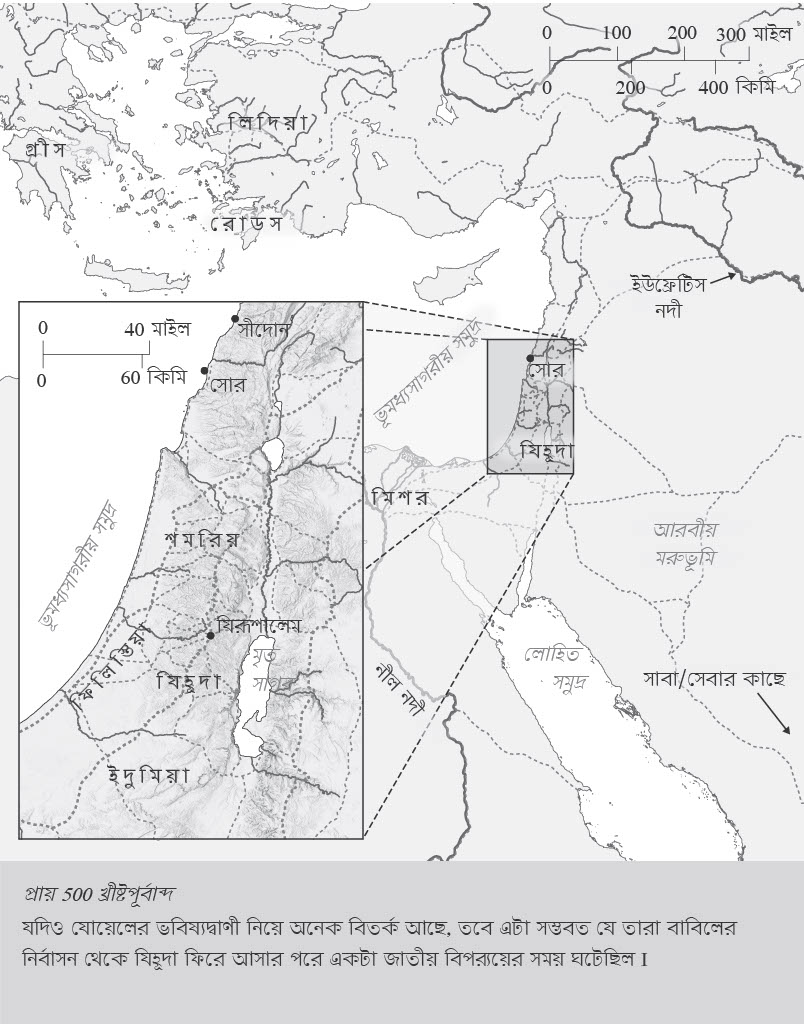 0 100 200 300 মাইল
0 200 400 কিমি
লিদিয়া
গ্রীস
রোডস
ইউফ্রেটিস
নদী
ভূমধ্যসাগরীয় সমুদ্র
সোর
যিহূদা
মিশর
আরবীয়
মরুভূমি
লোহিত
সমুদ্র
সাবা/সেবার কাছে
নীল নদী
0 40 মাইল
0 60 কিমি
সীদোন
সোর
ভূমধ্যসাগরীয় সমুদ্র
শমরিয়
যিরূশালেম
মৃত
সাগর
ফিলিস্তিয়া
যিহূদা
ইদুমিয়া
প্রায় 500 খ্রীষ্টপূর্বাব্দ
যদিও যোয়েলের ভবিষ্যদ্বাণী নিয়ে অনেক বিতর্ক আছে, তবে এটা সম্ভবত যে তারা বাবিলের
নির্বাসন থেকে যিহূদা ফিরে আসার পরে একটা জাতীয় বিপর‍্যয়ের সময় ঘটেছিল I